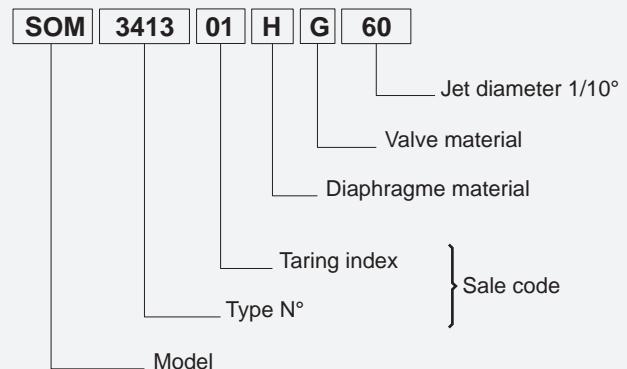 SOM 3413 01 H G 60
Jet diameter 1/10°
Valve material
Diaphragme material
Taring index
Sale code
Type N°
Model